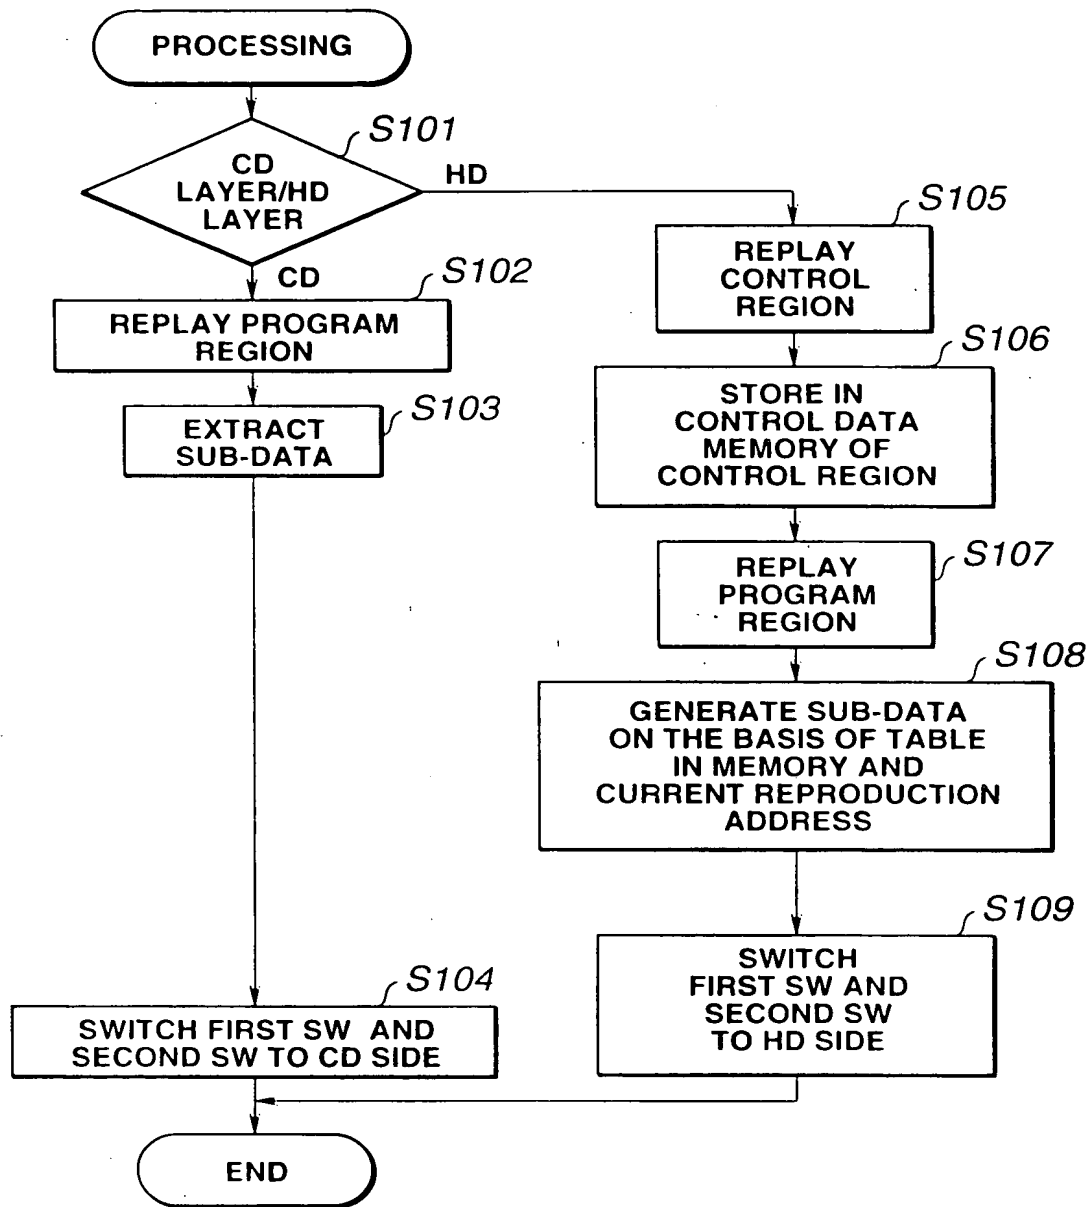 PROCESSING
S101
CD
LAYER/HD
LAYER
HD
CD
S102
REPLAY PROGRAM
REGION
S103
EXTRACT
SUB-DATA
S104
SWITCH FIRST SW AND
SECOND SW TO CD SIDE
S105
REPLAY
CONTROL
REGION
S106
STORE IN
CONTROL DATA
MEMORY OF
CONTROL REGION
S107
REPLAY
PROGRAM
REGION
S108
GENERATE SUB-DATA
ON THE BASIS OF TABLE
IN MEMORY AND
CURRENT REPRODUCTION
ADDRESS
S109
SWITCH
FIRST SW AND
SECOND SW
TO HD SIDE
END